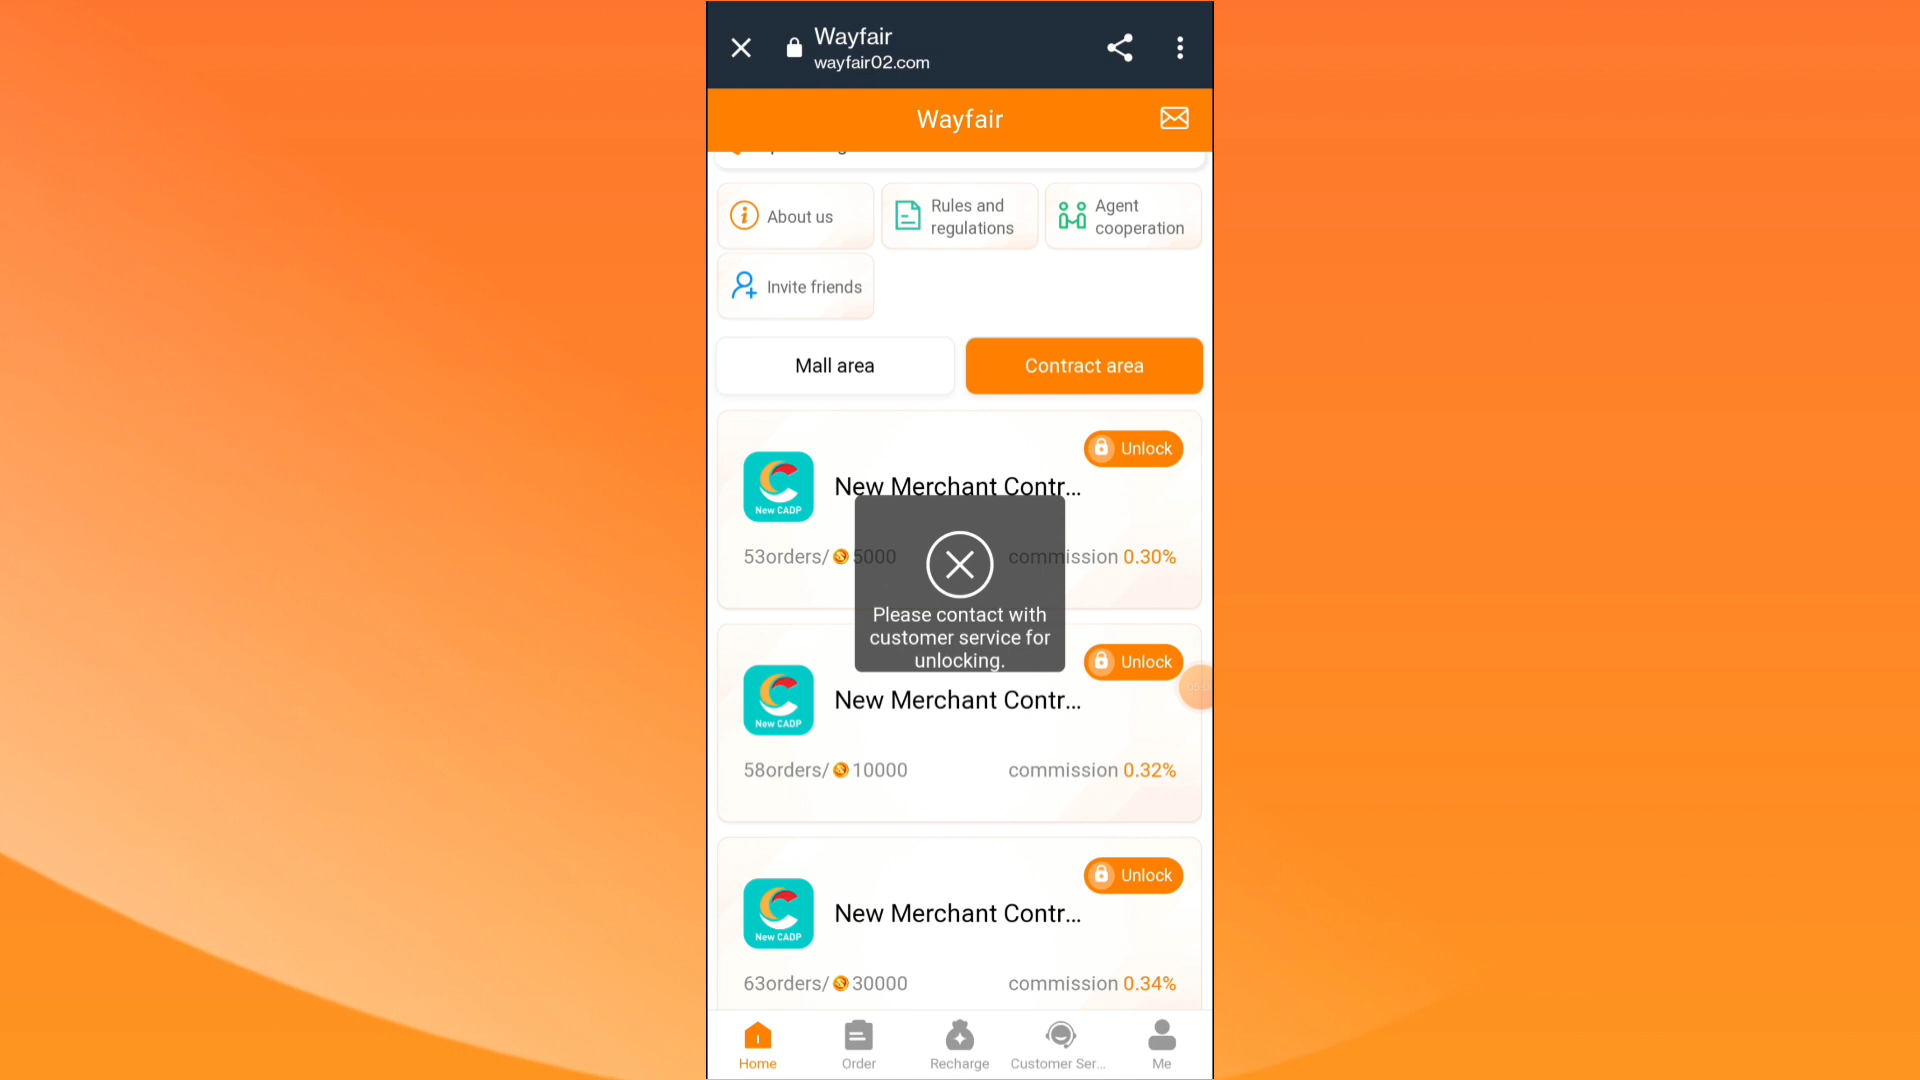 Wayfair
wayfair02.com
Wayfair
About us
Rules and
regulations
Agent
cooperation
Invite friends
Mall area
Contract area
Unlock
New CADP
New Merchant Contr...
53orders/ 5000
commission 0.30%
Please contact with
customer service for
unlocking.
Unlock
New CADP
New Merchant Contr...
58orders/ 10000
commission 0.32%
Unlock
New CADP
New Merchant Contr...
63orders/ 30000
commission 0.34%
Home
Order
Recharge
Customer Ser...
Me